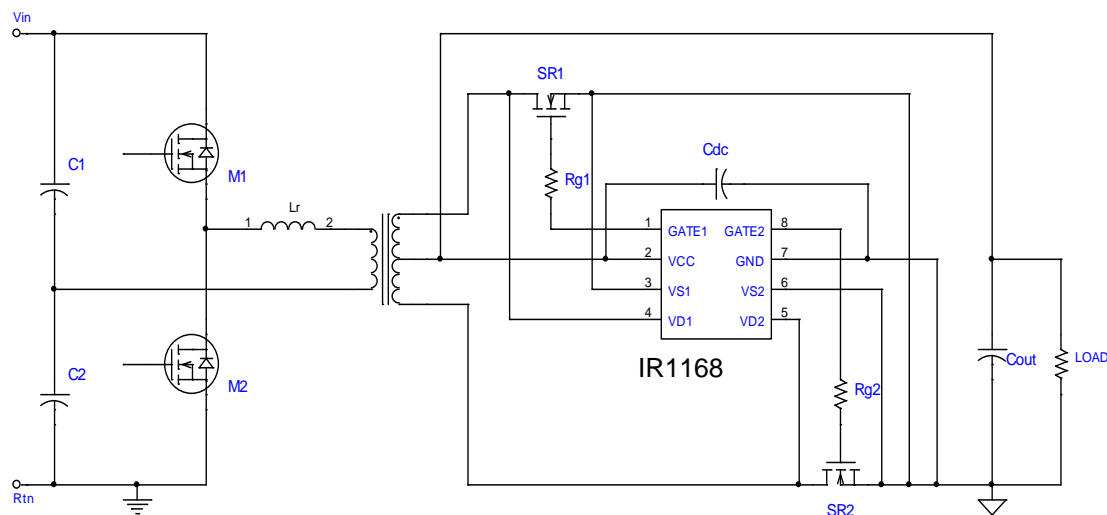 Vin
SR1
C1
M1
Cdc
Rg1
1
Lr
2
1
GATE1
GATE2
8
2
VCC
GND
7
3
VS1
VS2
6
4
VD1
VD2
5
IR1168
C2
M2
Rg2
Cout
LOAD
Rtn
SR2